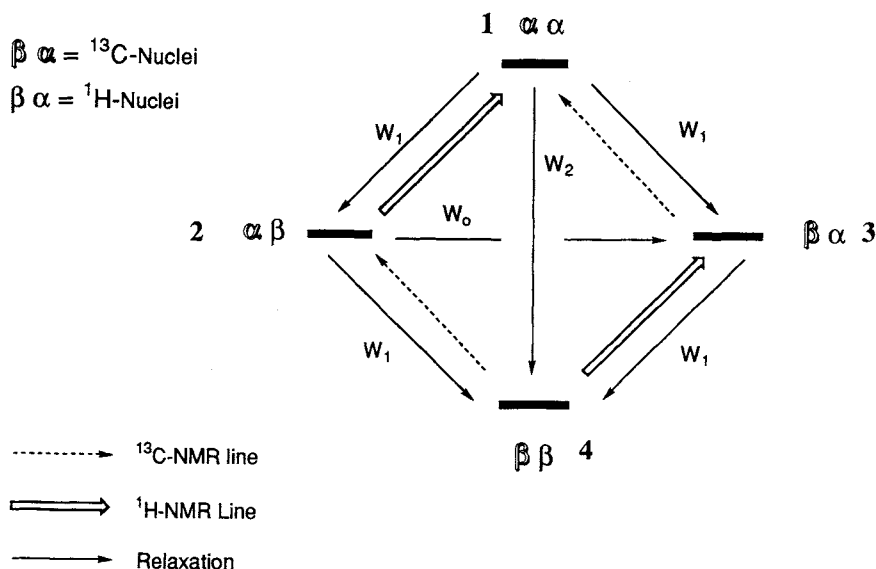 1 α α
β α = ¹³C-Nuclei
β α = ¹H-Nuclei
W₁
W₁
W₂
2 α β
Wₒ
β α 3
W₁
W₁
β β 4
¹³C-NMR line
¹H-NMR Line
Relaxation